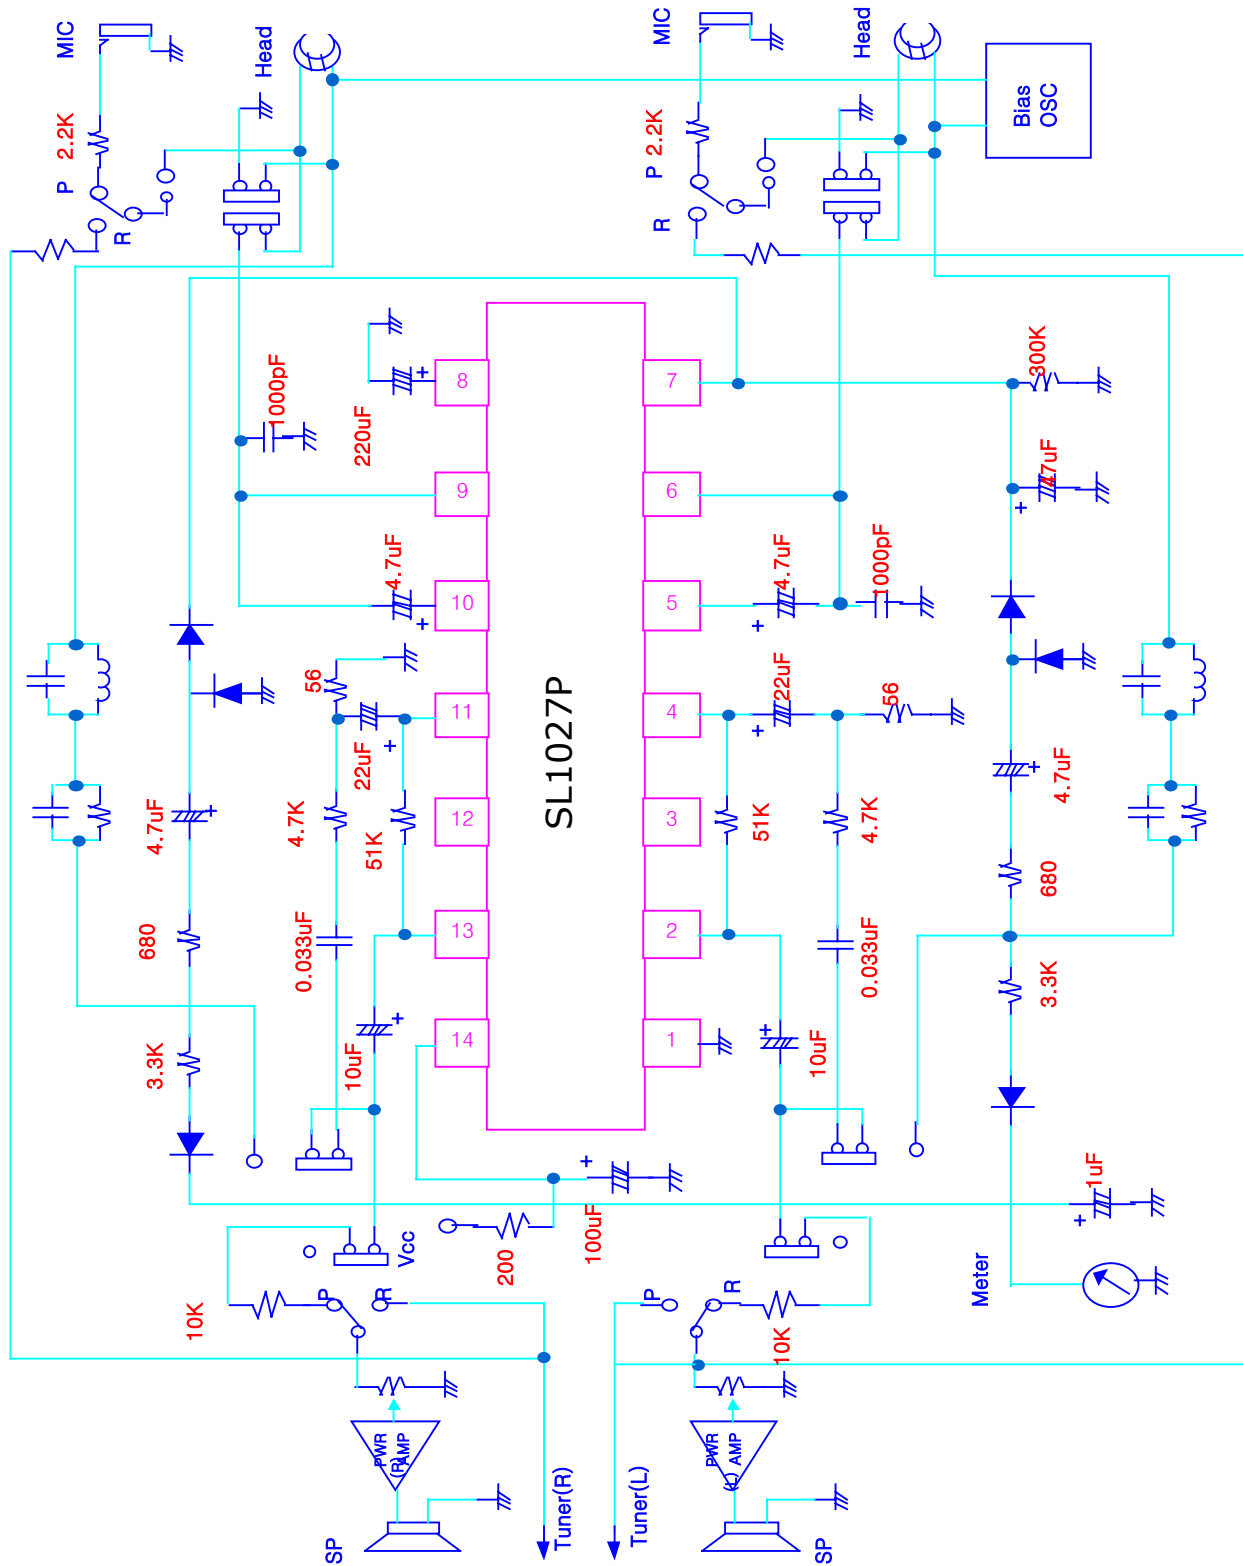 MIC
Head
2.2K
P
R
MIC
Head
2.2K
P
R
Bias
OSC
1000pF
220uF
+
8
7
300K
9
6
47uF
+
4.7uF
+
10
5
4.7uF
+
1000pF
56
22uF
+
11
4
22uF
+
56
SL1027P
4.7uF
+
4.7K
51K
12
3
51K
4.7K
4.7uF
+
680
680
0.033uF
13
2
0.033uF
3.3K
3.3K
10uF
+
14
1
10uF
+
+
100uF
200
Vcc
1uF
+
Meter
10K
P
R
P
R
10K
PWR
AMP
(R)
PWR
AMP
(L)
Tuner(R)
Tuner(L)
SP
SP